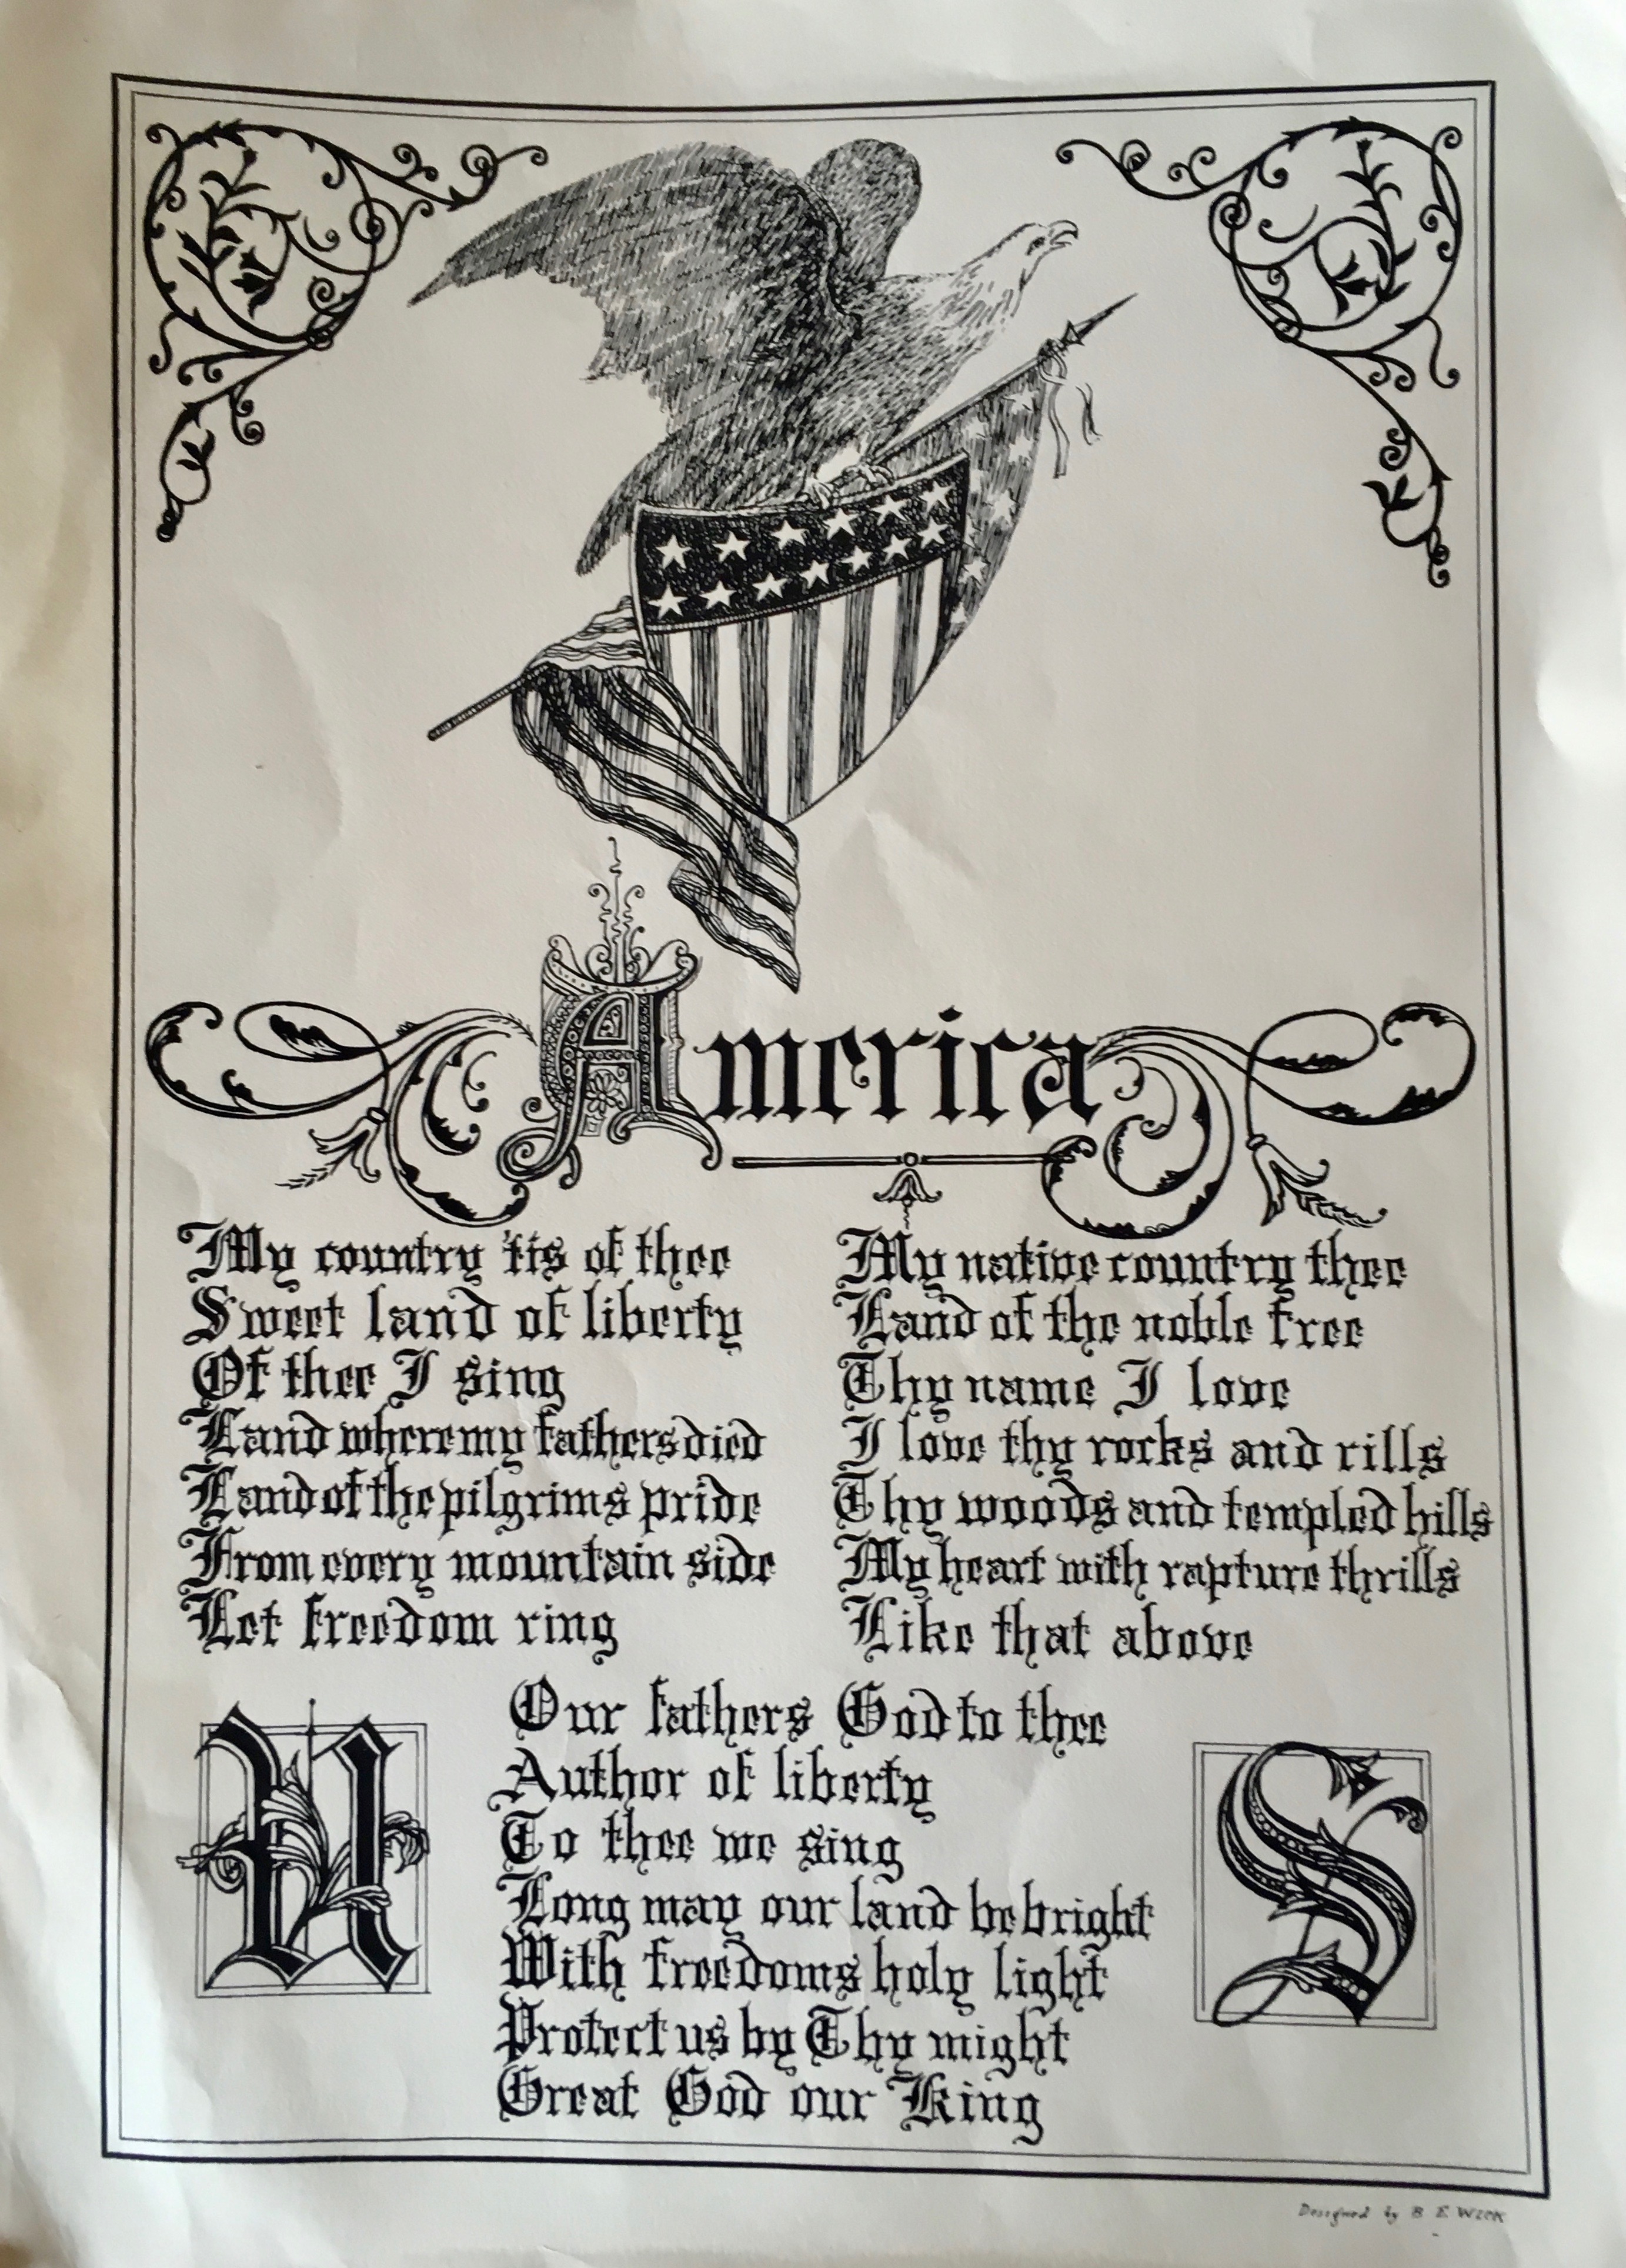 America
My country 'tis of thee
Sweet land of liberty
Of thee I sing
Land where my fathers died
Land of the pilgrims pride
From every mountain side
Let freedom ring
My native country thee
Land of the noble free
Thy name I love
I love thy rocks and rills
Thy woods and templed hills
My heart with rapture thrills
Like that above
U
Our fathers God to thee
Author of liberty
To thee we sing
Long may our land be bright
With freedoms holy light
Protect us by Thy might
Great God our King
S
Designed by B E